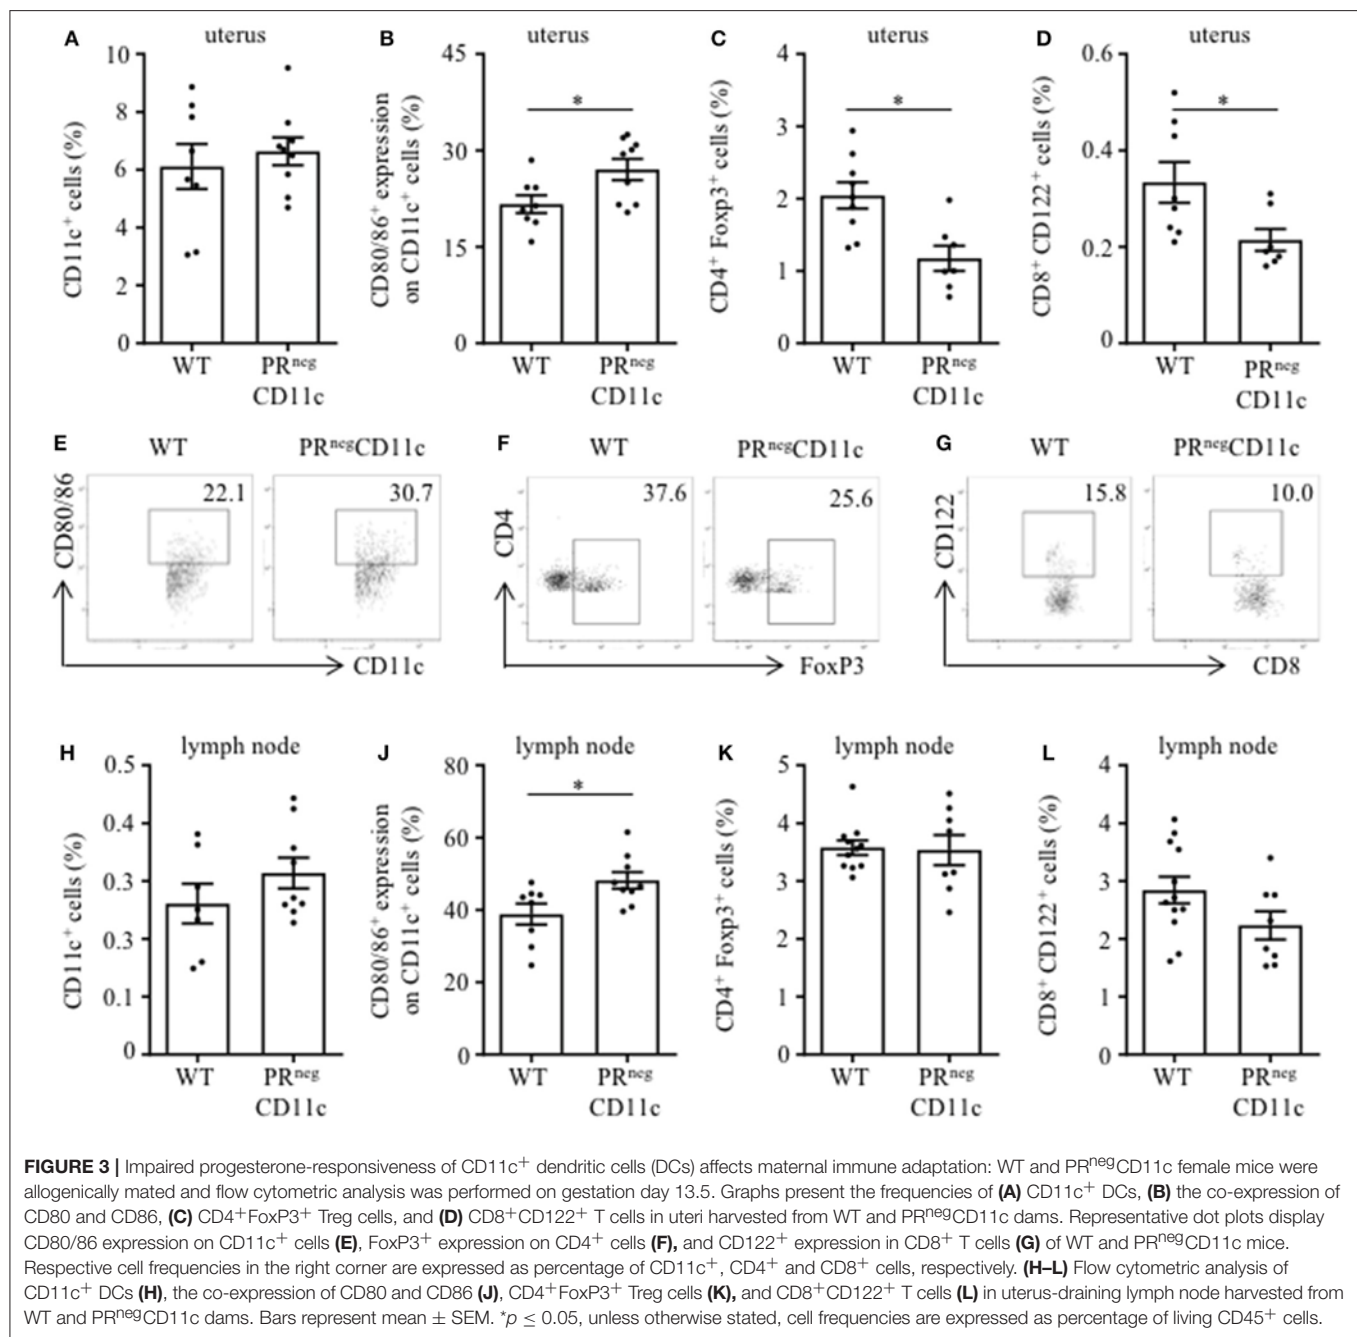 A uterus
CD11c⁺ cells (%)
10
8
6
4
2
0
WT
PRⁿᵉᵍ
CD11c
B uterus
CD80/86⁺ expression
on CD11c⁺ cells (%)
45
30
15
0
*
WT
PRⁿᵉᵍ
CD11c
C uterus
CD4⁺ Foxp3⁺ cells (%)
4
3
2
1
0
*
WT
PRⁿᵉᵍ
CD11c
D uterus
CD8⁺ CD122⁺ cells (%)
0.6
0.4
0.2
0
*
WT
PRⁿᵉᵍ
CD11c
E WT PRⁿᵉᵍCD11c
CD80/86
22.1
30.7
CD11c
F WT PRⁿᵉᵍCD11c
CD4
37.6
25.6
FoxP3
G WT PRⁿᵉᵍCD11c
CD122
15.8
10.0
CD8
H lymph node
CD11c⁺ cells (%)
0.5
0.4
0.3
0.3
0.1
0
WT
PRⁿᵉᵍ
CD11c
J lymph node
CD80/86⁺ expression
on CD11c⁺ cells (%)
80
60
40
20
0
*
WT
PRⁿᵉᵍ
CD11c
K lymph node
CD4⁺ Foxp3⁺ cells (%)
5
4
3
2
1
0
WT
PRⁿᵉᵍ
CD11c
L lymph node
CD8⁺ CD122⁺ cells (%)
4
4
3
2
1
0
WT
PRⁿᵉᵍ
CD11c
FIGURE 3 | Impaired progesterone-responsiveness of CD11c⁺ dendritic cells (DCs) affects maternal immune adaptation: WT and PRⁿᵉᵍCD11c female mice were
allogenically mated and flow cytometric analysis was performed on gestation day 13.5. Graphs present the frequencies of (A) CD11c⁺ DCs, (B) the co-expression of
CD80 and CD86, (C) CD4⁺FoxP3⁺ Treg cells, and (D) CD8⁺CD122⁺ T cells in uteri harvested from WT and PRⁿᵉᵍCD11c dams. Representative dot plots display
CD80/86 expression on CD11c⁺ cells (E), FoxP3⁺ expression on CD4⁺ cells (F), and CD122⁺ expression in CD8⁺ T cells (G) of WT and PRⁿᵉᵍCD11c mice.
Respective cell frequencies in the right corner are expressed as percentage of CD11c⁺, CD4⁺ and CD8⁺ cells, respectively. (H–L) Flow cytometric analysis of
CD11c⁺ DCs (H), the co-expression of CD80 and CD86 (J), CD4⁺FoxP3⁺ Treg cells (K), and CD8⁺CD122⁺ T cells (L) in uterus-draining lymph node harvested from
WT and PRⁿᵉᵍCD11c dams. Bars represent mean ± SEM. *p ≤ 0.05, unless otherwise stated, cell frequencies are expressed as percentage of living CD45⁺ cells.